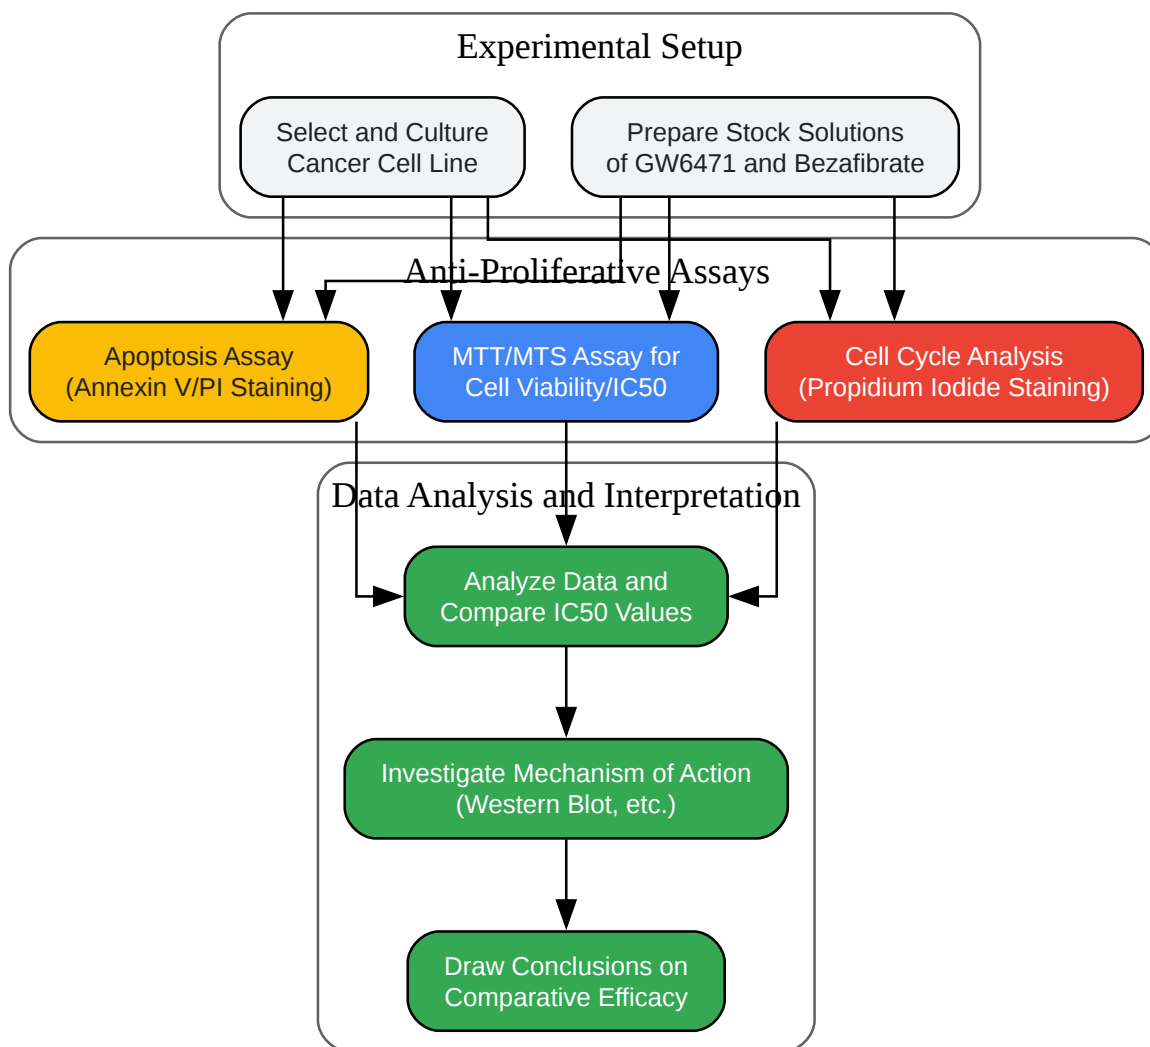 Experimental Setup
Select and Culture
Cancer Cell Line
Prepare Stock Solutions
of GW6471 and Bezafibrate
Anti-Proliferative Assays
Apoptosis Assay
(Annexin V/PI Staining)
MTT/MTS Assay for
Cell Viability/IC50
Cell Cycle Analysis
(Propidium Iodide Staining)
Data Analysis and Interpretation
Analyze Data and
Compare IC50 Values
Investigate Mechanism of Action
(Western Blot, etc.)
Draw Conclusions on
Comparative Efficacy